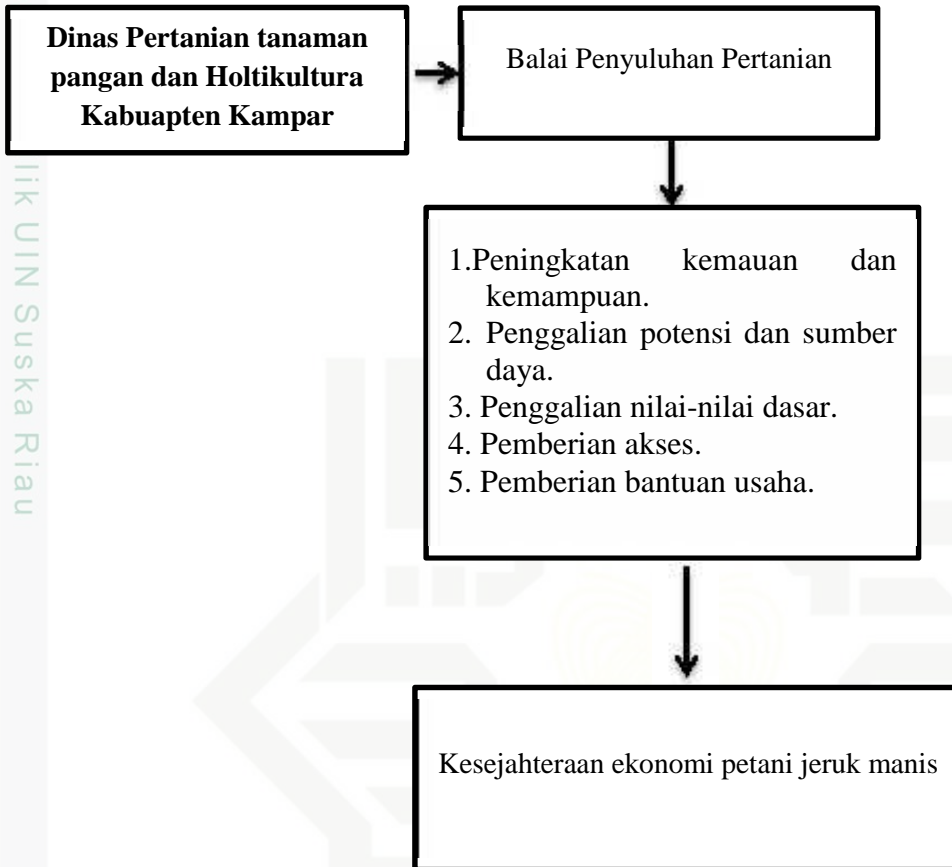 Dinas Pertanian tanaman
pangan dan Holtikultura
Kabuapten Kampar
Balai Penyuluhan Pertanian
1.Peningkatan kemauan dan
kemampuan.
2. Penggalian potensi dan sumber
daya.
3. Penggalian nilai-nilai dasar.
4. Pemberian akses.
5. Pemberian bantuan usaha.
Kesejahteraan ekonomi petani jeruk manis
lik UIN Suska Riau